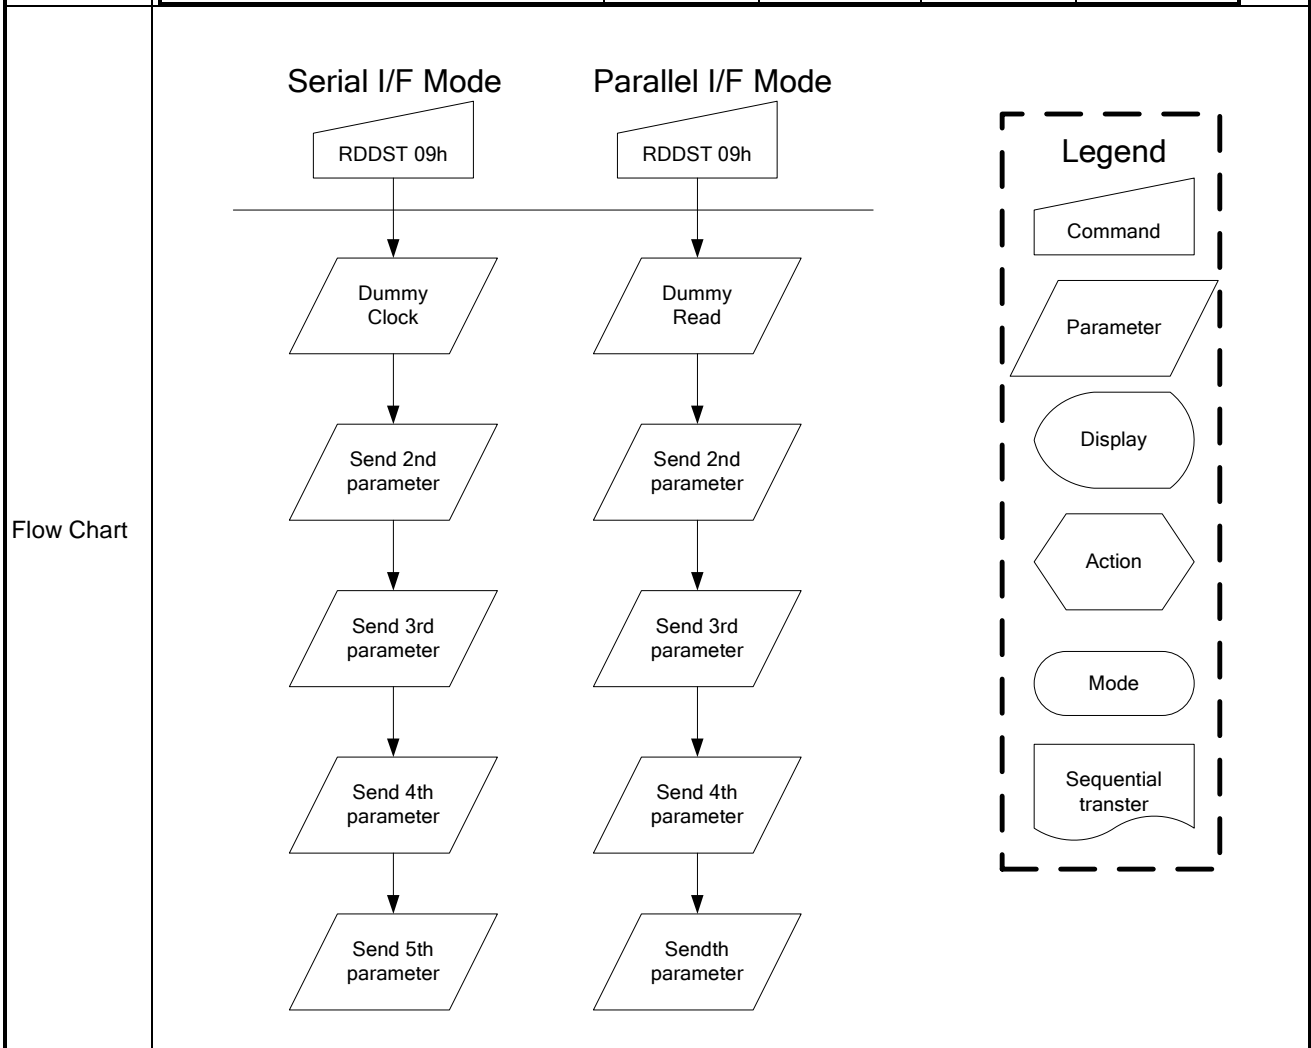 Flow Chart
Serial I/F Mode
RDDST 09h
Dummy
Clock
Send 2nd
parameter
Send 3rd
parameter
Send 4th
parameter
Send 5th
parameter
Parallel I/F Mode
RDDST 09h
Dummy
Read
Send 2nd
parameter
Send 3rd
parameter
Send 4th
parameter
Sendth
parameter
Legend
Command
Parameter
Display
Action
Mode
Sequential
transter